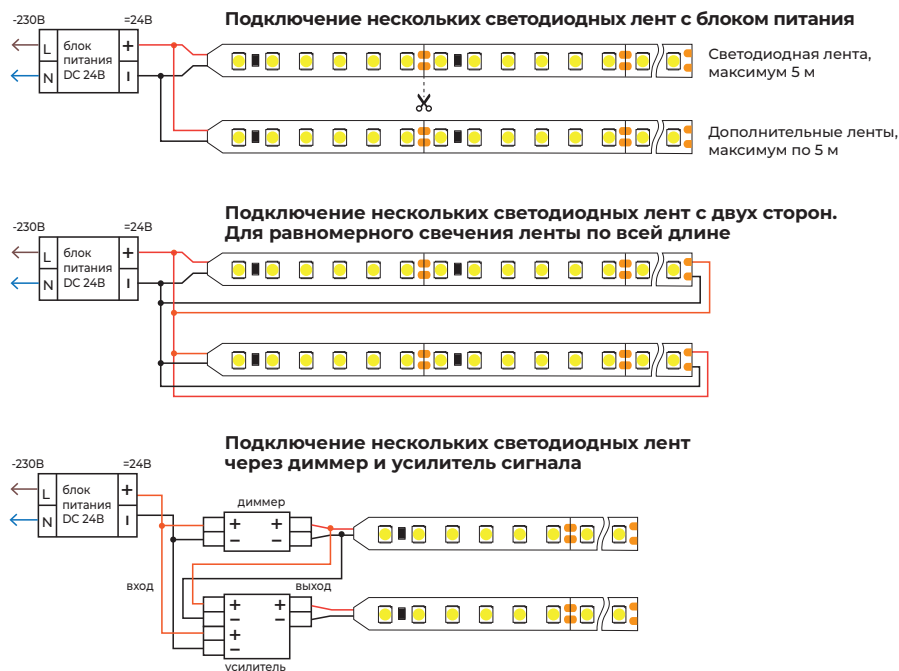 Подключение нескольких светодиодных лент с блоком питания
-230В =24В
L блок питания DC 24В +
N –
Светодиодная лента,
максимум 5 м
Дополнительные ленты,
максимум по 5 м
Подключение нескольких светодиодных лент с двух сторон.
Для равномерного свечения ленты по всей длине
-230В =24В
L блок питания DC 24В +
N –
Подключение нескольких светодиодных лент
через диммер и усилитель сигнала
-230В =24В
L блок питания DC 24В +
N –
диммер
+ +
– –
вход выход
+ +
– –
+
–
усилитель